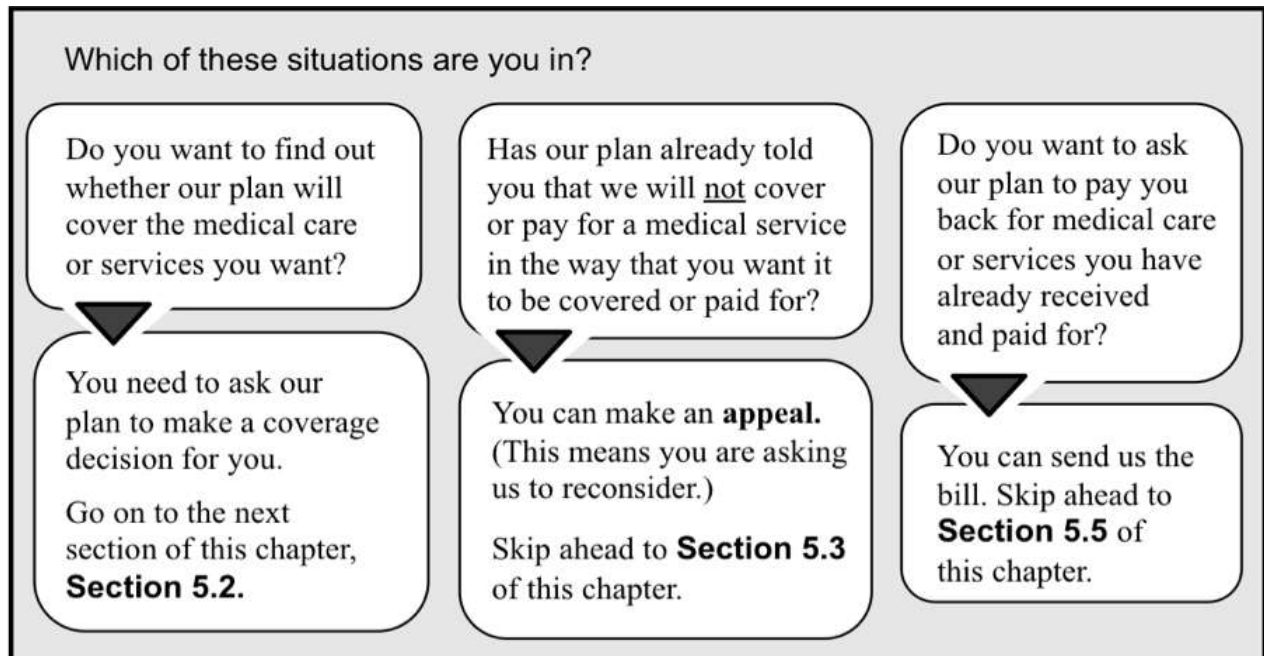 Which of these situations are you in?
Do you want to find out
whether our plan will
cover the medical care
or services you want?
You need to ask our
plan to make a coverage
decision for you.
Go on to the next
section of this chapter,
Section 5.2.
Has our plan already told
you that we will not cover
or pay for a medical service
in the way that you want it
to be covered or paid for?
You can make an appeal.
(This means you are asking
us to reconsider.)
Skip ahead to Section 5.3
of this chapter.
Do you want to ask
our plan to pay you
back for medical care
or services you have
already received
and paid for?
You can send us the
bill. Skip ahead to
Section 5.5 of
this chapter.